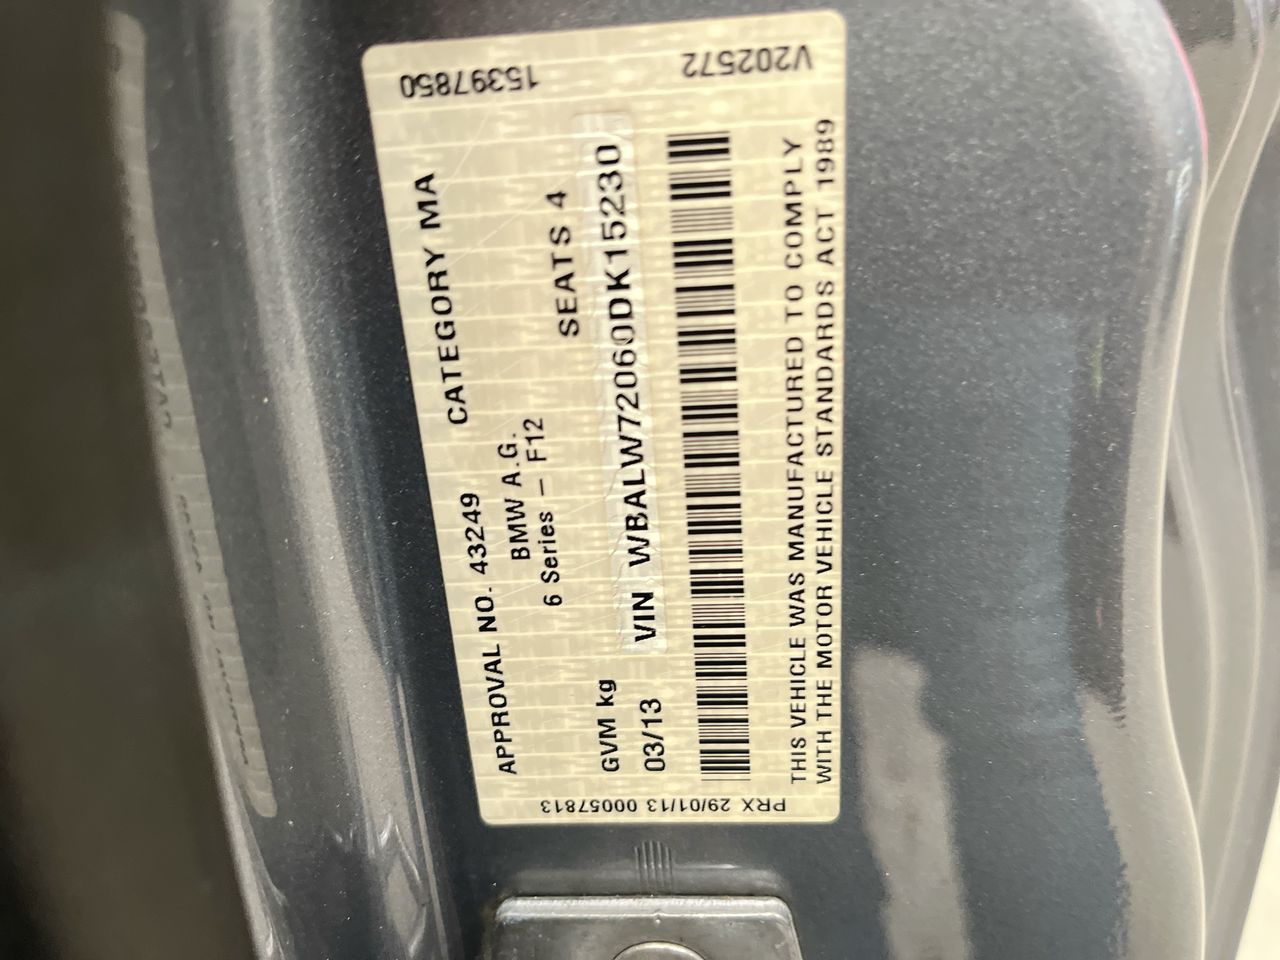 APPROVAL NO. 43249 CATEGORY MA
BMW A.G.
6 Series – F12 SEATS 4
GVM kg
03/13 VIN WBALW72060DK15230
THIS VEHICLE WAS MANUFACTURED TO COMPLY
WITH THE MOTOR VEHICLE STANDARDS ACT 1989
15397850
V202572
PRX 29/01/13 00057813